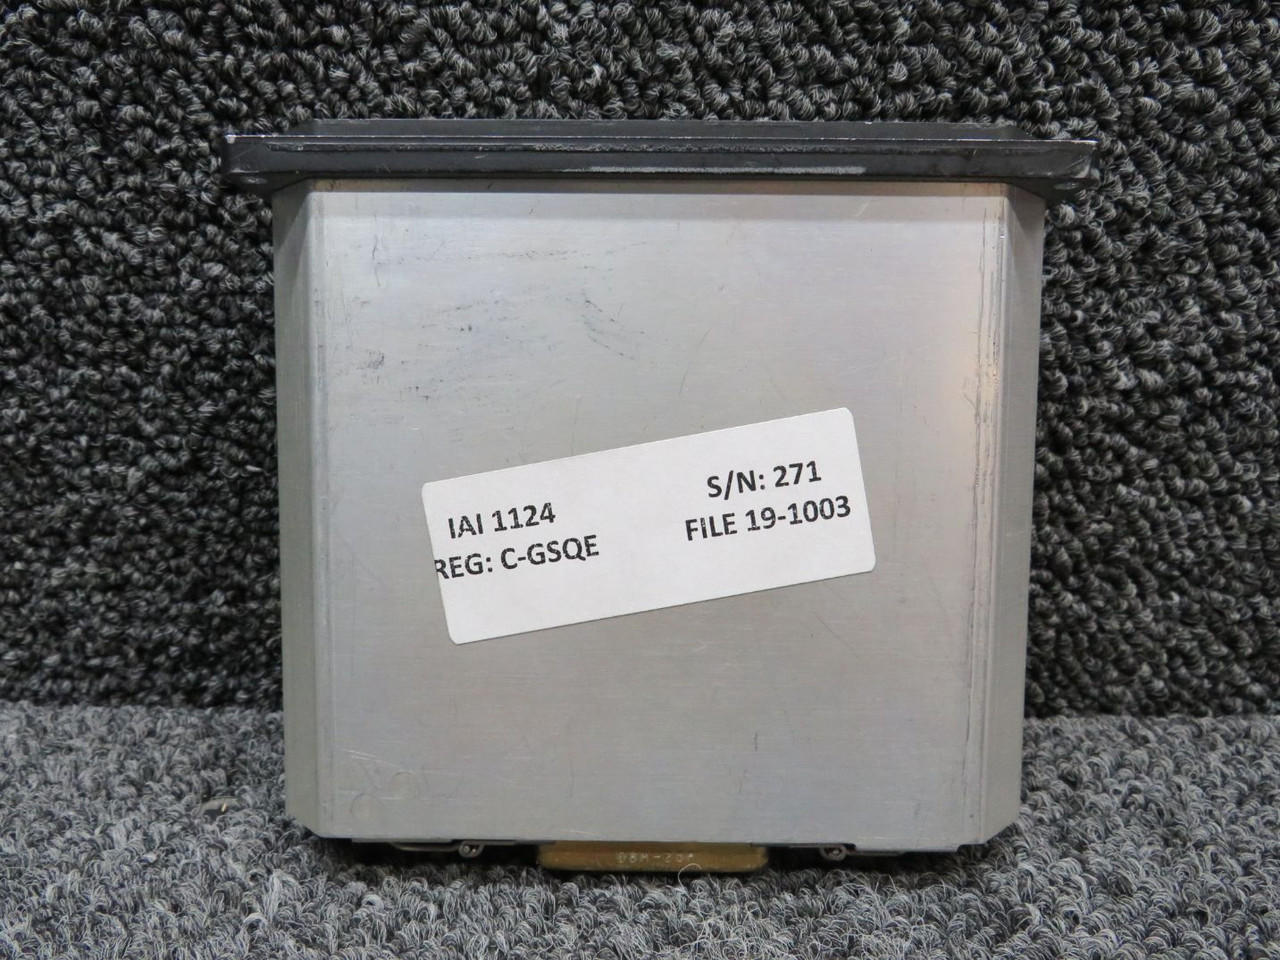 IAI 1124 S/N: 271
REG: C-GSQE FILE 19-1003